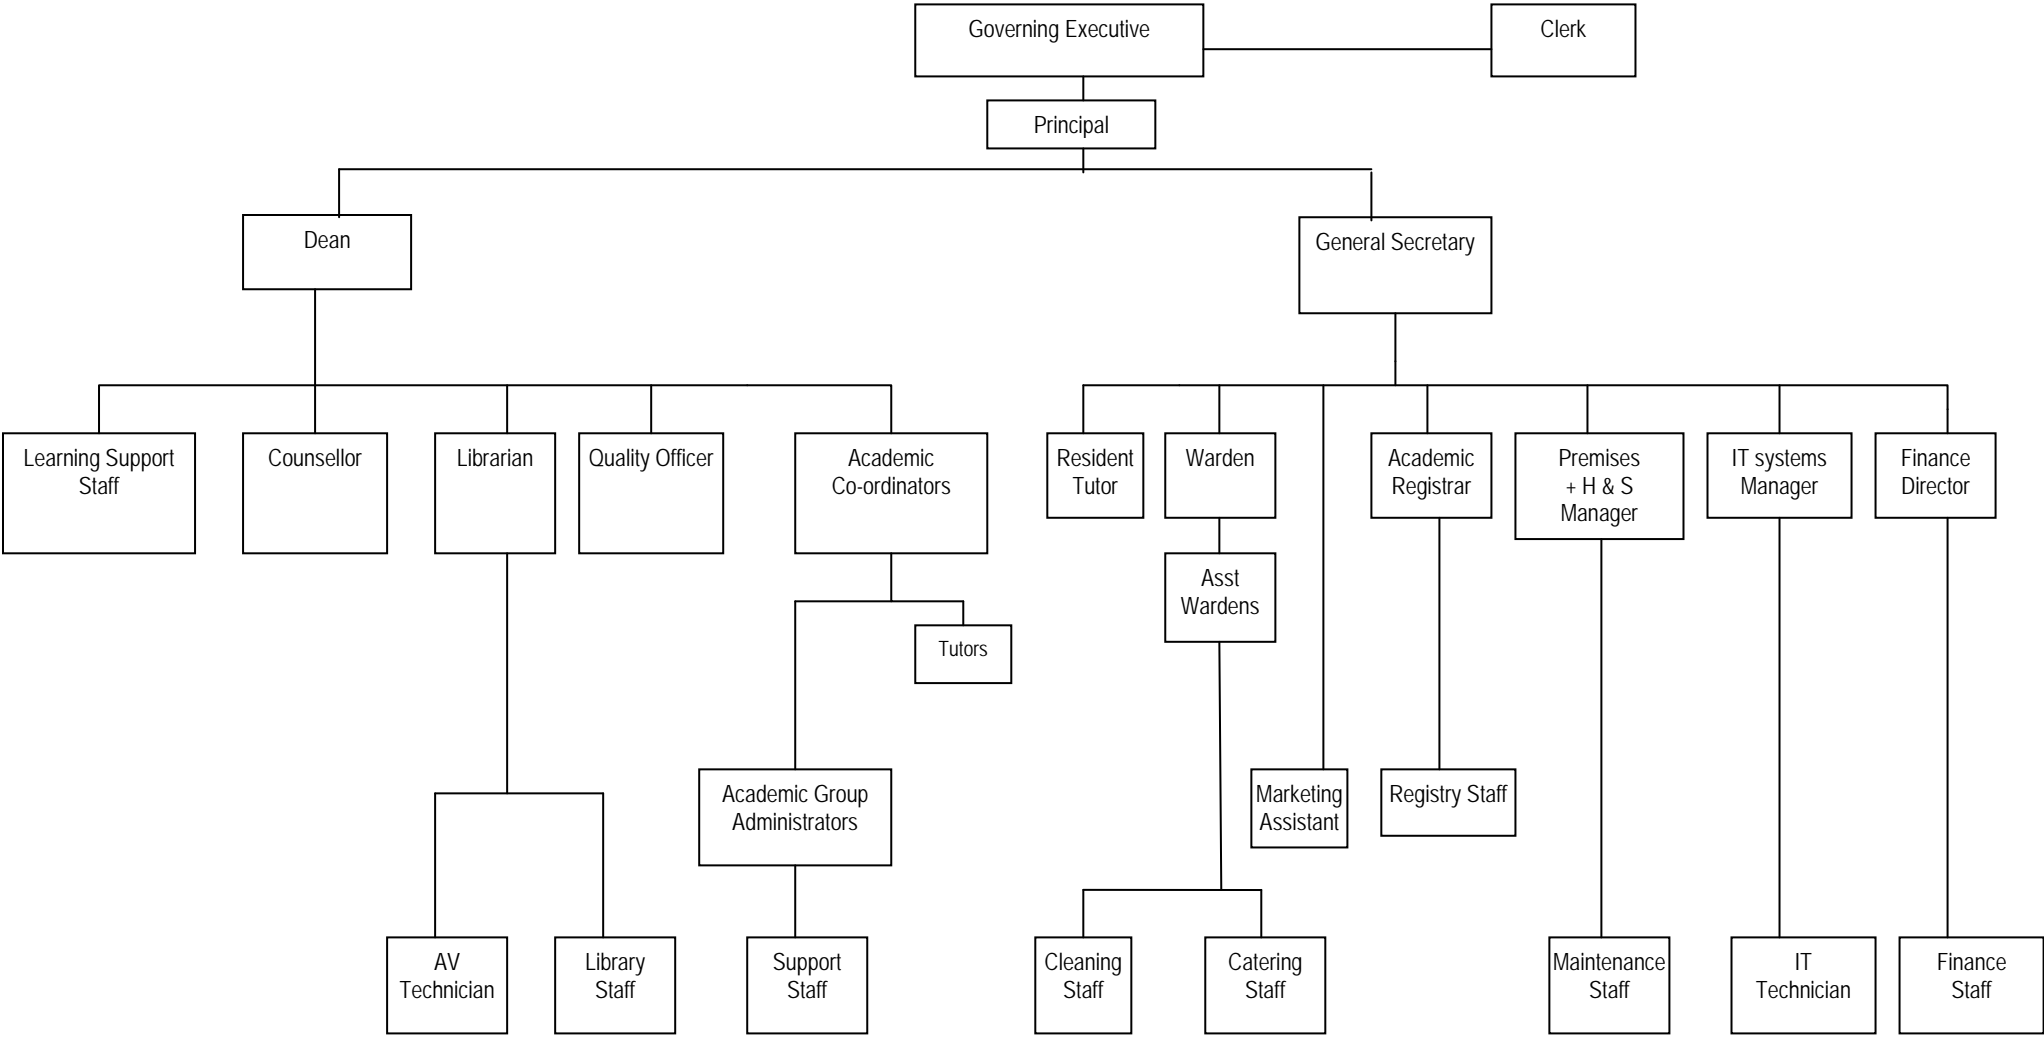 Governing Executive
Clerk
Principal
Dean
General Secretary
Learning Support
Staff
Counsellor
Librarian
Quality Officer
Academic
Co-ordinators
Resident
Tutor
Warden
Academic
Registrar
Premises
+ H & S
Manager
IT systems
Manager
Finance
Director
Asst
Wardens
Tutors
Academic Group
Administrators
Marketing
Assistant
Registry Staff
AV
Technician
Library
Staff
Support
Staff
Cleaning
Staff
Catering
Staff
Maintenance
Staff
IT
Technician
Finance
Staff